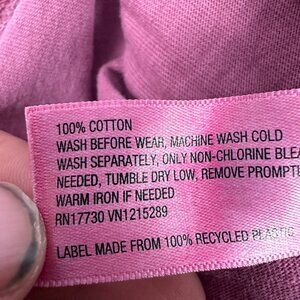 100% COTTON
WASH BEFORE WEAR, MACHINE WASH COLD
WASH SEPARATELY, ONLY NON-CHLORINE
NEEDED, TUMBLE DRY LOW, REMOVE
WARM IRON IF NEEDED
RN17730 VN1215289
LABEL MADE FROM 100% RECYCLED PLASTIC